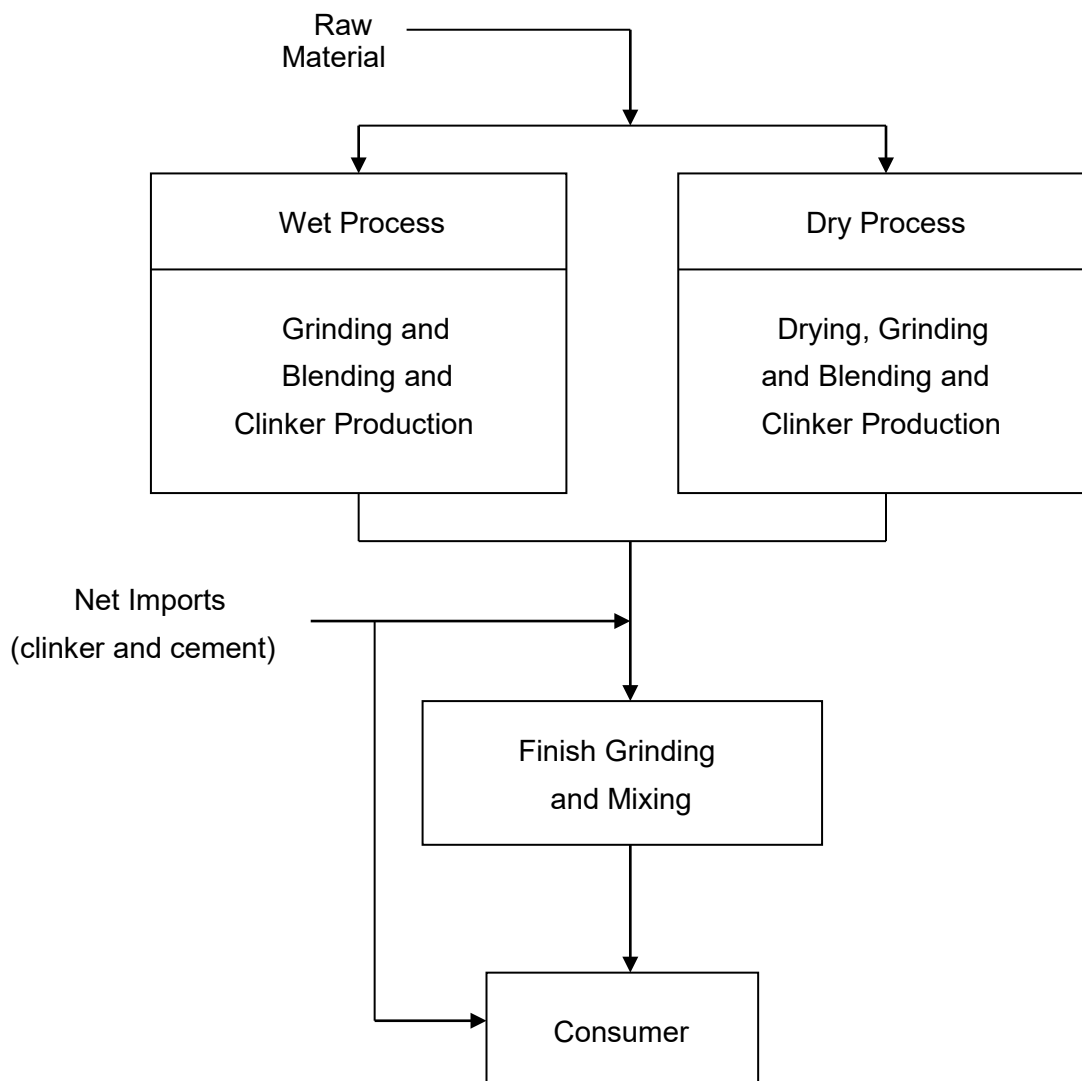 Raw
Material
Wet Process
Dry Process
Grinding and
Blending and
Clinker Production
Drying, Grinding
and Blending and
Clinker Production
Net Imports
(clinker and cement)
Finish Grinding
and Mixing
Consumer